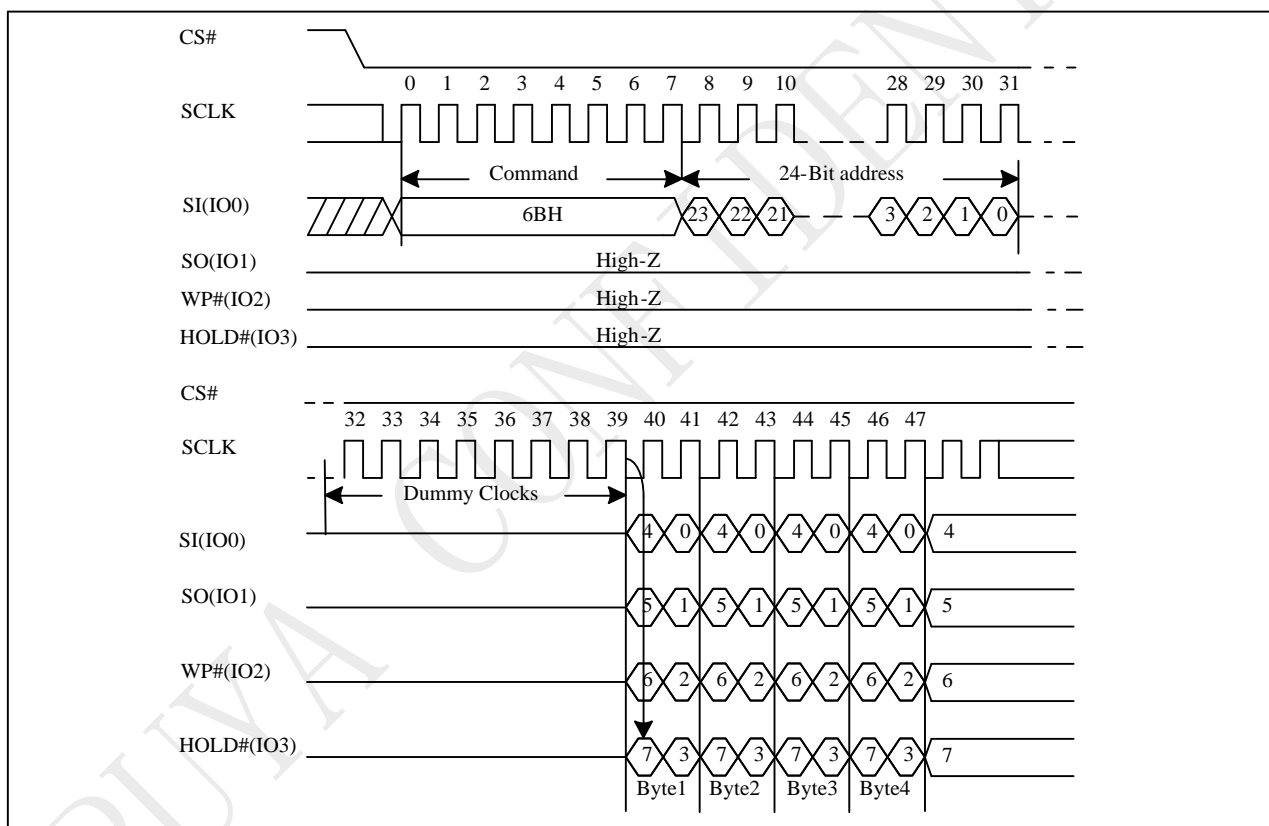 CS#
0 1 2 3 4 5 6 7 8 9 10 28 29 30 31
SCLK
Command 24-Bit address
SI(IO0) 6BH 23 22 21 3 2 1 0
SO(IO1) High-Z
WP#(IO2) High-Z
HOLD#(IO3) High-Z
CS#
32 33 34 35 36 37 38 39 40 41 42 43 44 45 46 47
SCLK
Dummy Clocks
SI(IO0) 4 0 4 0 4 0 4 0 4
SO(IO1) 5 1 5 1 5 1 5 1 5
WP#(IO2) 6 2 6 2 6 2 6 2 6
HOLD#(IO3) 7 3 7 3 7 3 7 3 7
Byte1 Byte2 Byte3 Byte4
PUYA CONFIDENT